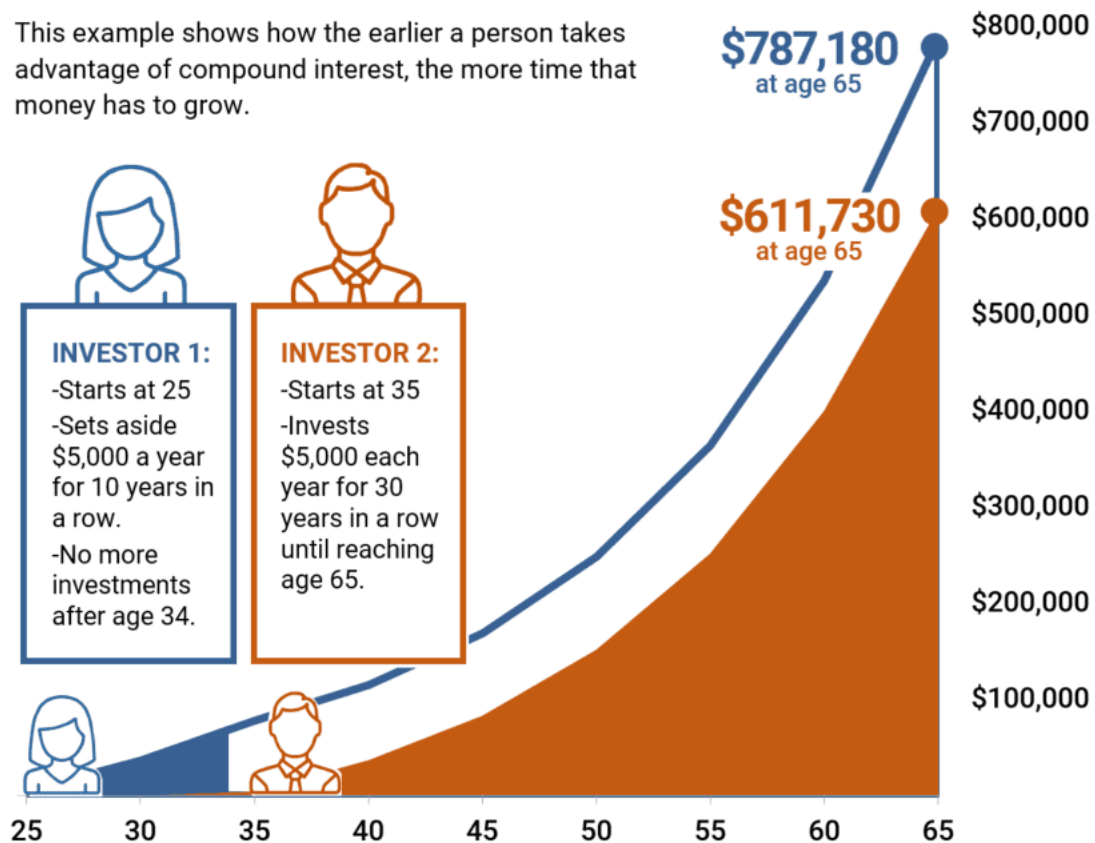 This example shows how the earlier a person takes
advantage of compound interest, the more time that
money has to grow.
$787,180
at age 65
$611,730
at age 65
INVESTOR 1:
-Starts at 25
-Sets aside
$5,000 a year
for 10 years in
a row.
-No more
investments
after age 34.
INVESTOR 2:
-Starts at 35
-Invests
$5,000 each
year for 30
years in a row
until reaching
age 65.
$800,000
$700,000
$600,000
$500,000
$400,000
$300,000
$200,000
$100,000
25 30 35 40 45 50 55 60 65